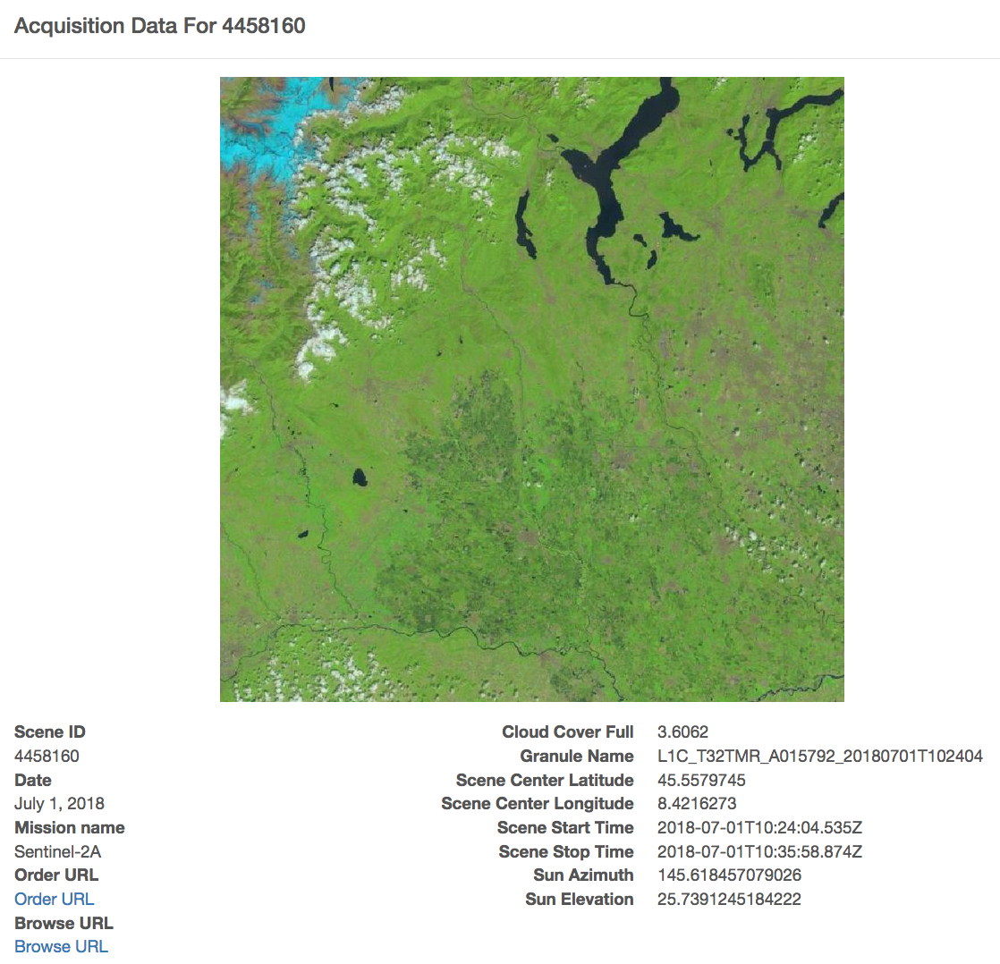 Acquisition Data For 4458160
Scene ID
4458160
Date
July 1, 2018
Mission name
Sentinel-2A
Order URL
Order URL
Browse URL
Browse URL
Cloud Cover Full 3.6062
Granule Name L1C_T32TMR_A015792_20180701T102404
Scene Center Latitude 45.5579745
Scene Center Longitude 8.4216273
Scene Start Time 2018-07-01T10:24:04.535Z
Scene Stop Time 2018-07-01T10:35:58.874Z
Sun Azimuth 145.618457079026
Sun Elevation 25.7391245184222